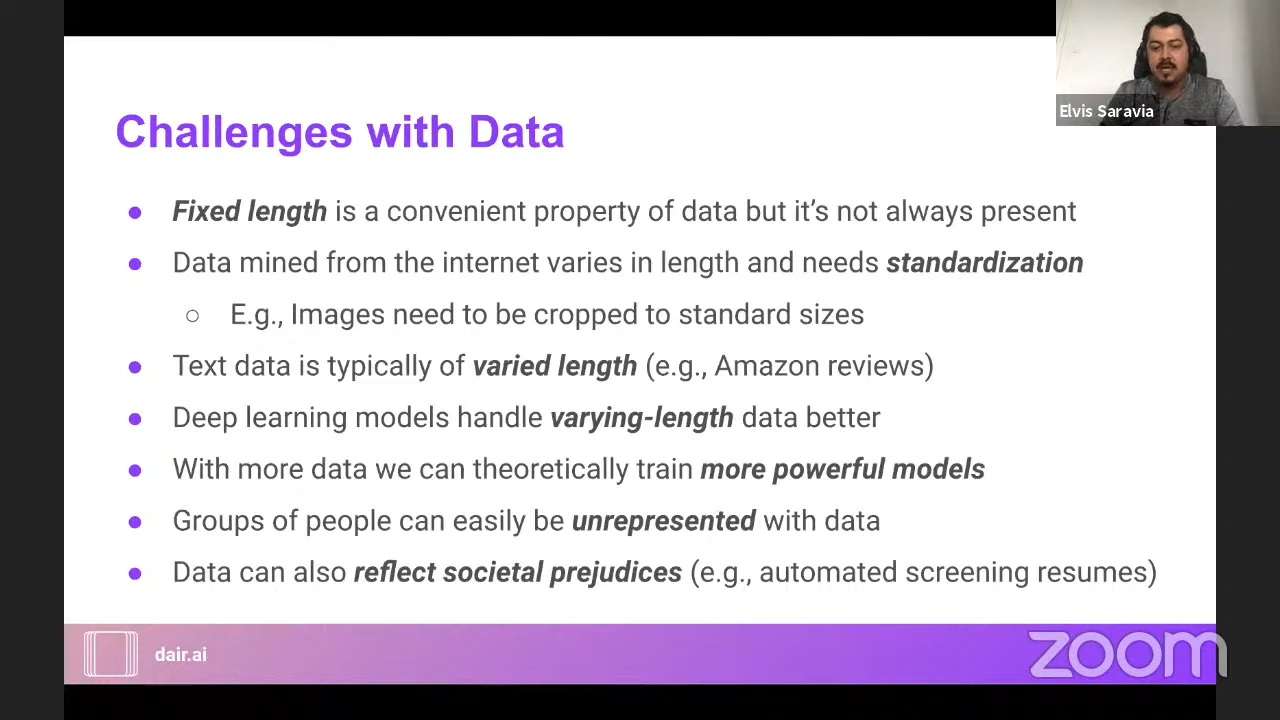 Elvis Saravia
Challenges with Data
● Fixed length is a convenient property of data but it’s not always present
● Data mined from the internet varies in length and needs standardization
○ E.g., Images need to be cropped to standard sizes
● Text data is typically of varied length (e.g., Amazon reviews)
● Deep learning models handle varying-length data better
● With more data we can theoretically train more powerful models
● Groups of people can easily be unrepresented with data
● Data can also reflect societal prejudices (e.g., automated screening resumes)
dair.ai
zoom